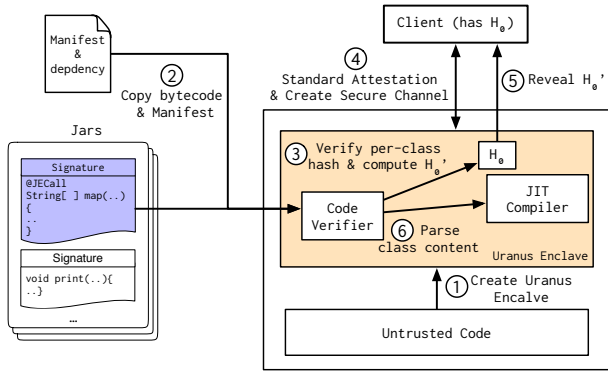 Manifest
&
depdency
Client (has H₀)
②
Copy bytecode
& Manifest
④
Standard Attestation
& Create Secure Channel
⑤ Reveal H₀’
Jars
Signature
@JECall
String[ ] map(..)
{
..
}
Signature
void print(..){
..}
…
③ Verify per-class
hash & compute H₀’
H₀
Code
Verifier
JIT
Compiler
⑥ Parse
class content
Uranus Enclave
① Create Uranus
Encalve
Untrusted Code